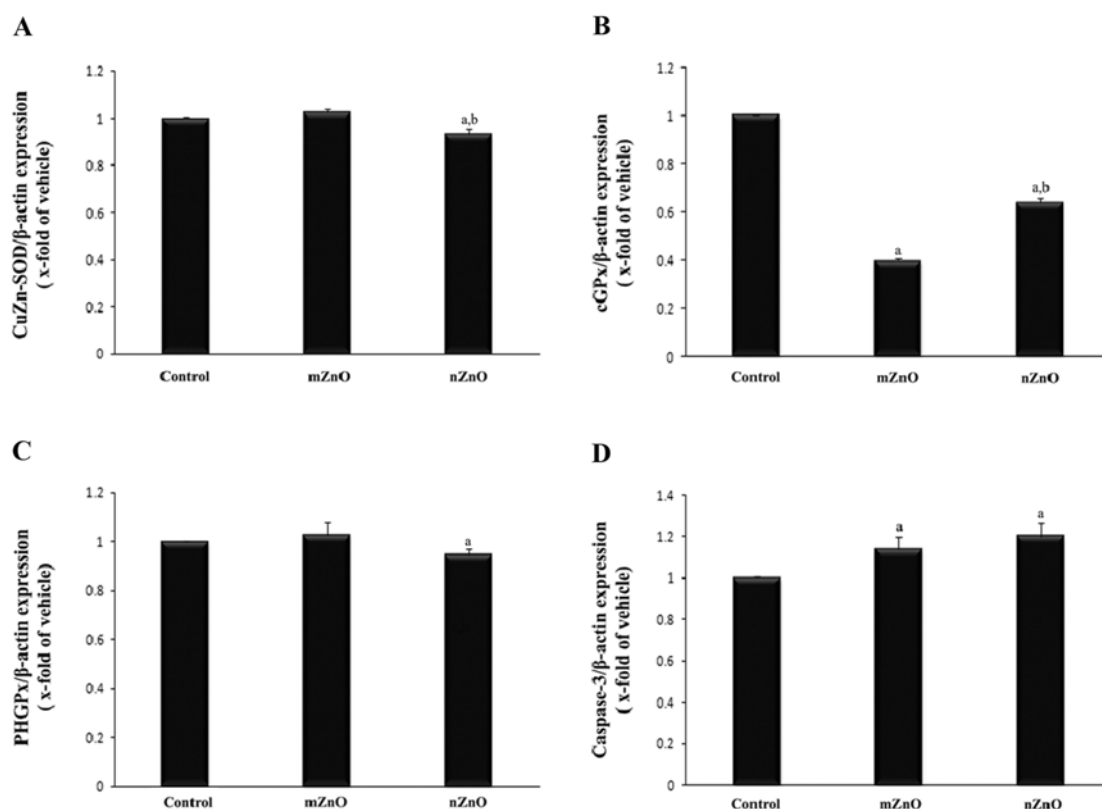 A
CuZn-SOD/β-actin expression
( x-fold of vehicle)
1.2
1
0.8
0.6
0.4
0.2
0
a,b
Control
mZnO
nZnO
B
cGPx/β-actin expression
( x-fold of vehicle)
1.2
1
0.8
0.6
0.4
0.2
0
a
a,b
Control
mZnO
nZnO
C
PHGPx/β-actin expression
( x-fold of vehicle)
1.2
1
0.8
0.6
0.4
0.2
0
a
Control
mZnO
nZnO
D
Caspase-3/β-actin expression
( x-fold of vehicle)
1.4
1.2
1
0.8
0.6
0.4
0.2
0
a
a
Control
mZnO
nZnO